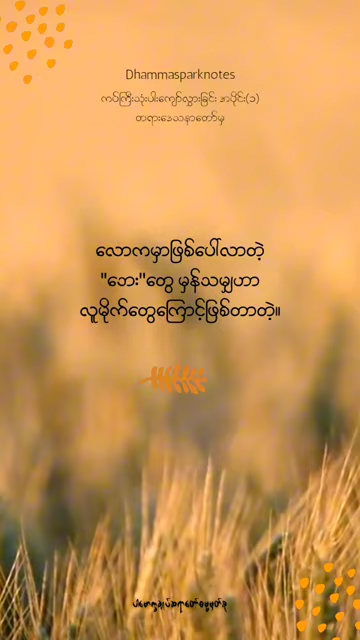 Dhammasparknotes
ကပ်ကြီးသုံးပါးကျော်လွှားခြင်း အပိုင်း(၁)
တရားဒေသနာတော်မှ
လောကမှာဖြစ်ပေါ်လာတဲ့
"ဘေး"တွေ မှန်သမျှဟာ
လူမိုက်တွေကြောင့်ဖြစ်တာတဲ့။